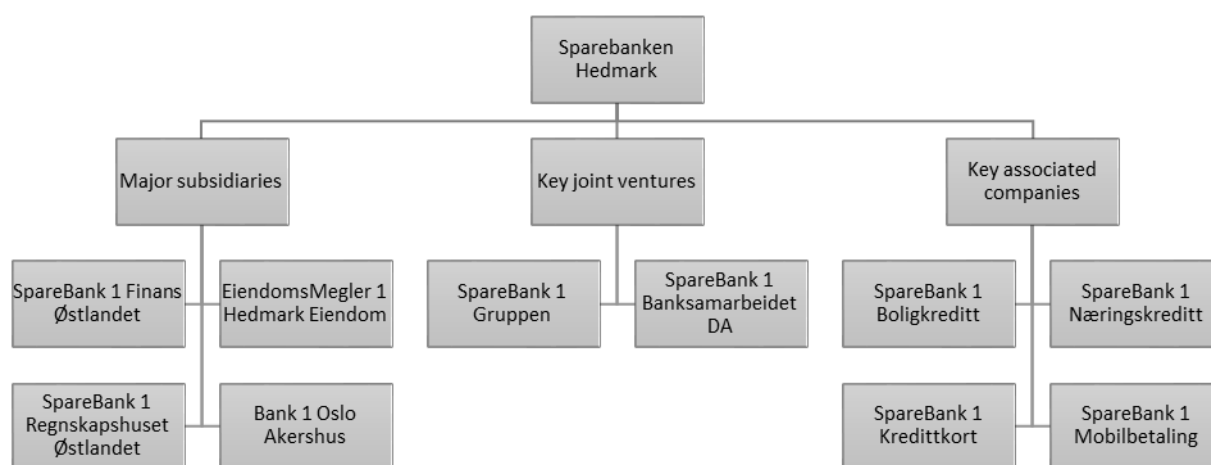 Sparebanken
Hedmark
Major subsidiaries
Key joint ventures
Key associated
companies
SpareBank 1 Finans
Østlandet
EiendomsMegler 1
Hedmark Eiendom
SpareBank 1
Gruppen
SpareBank 1
Banksamarbeidet
DA
SpareBank 1
Boligkreditt
SpareBank 1
Næringskreditt
SpareBank 1
Regnskapshuset
Østlandet
Bank 1 Oslo
Akershus
SpareBank 1
Kredittkort
SpareBank 1
Mobilbetaling